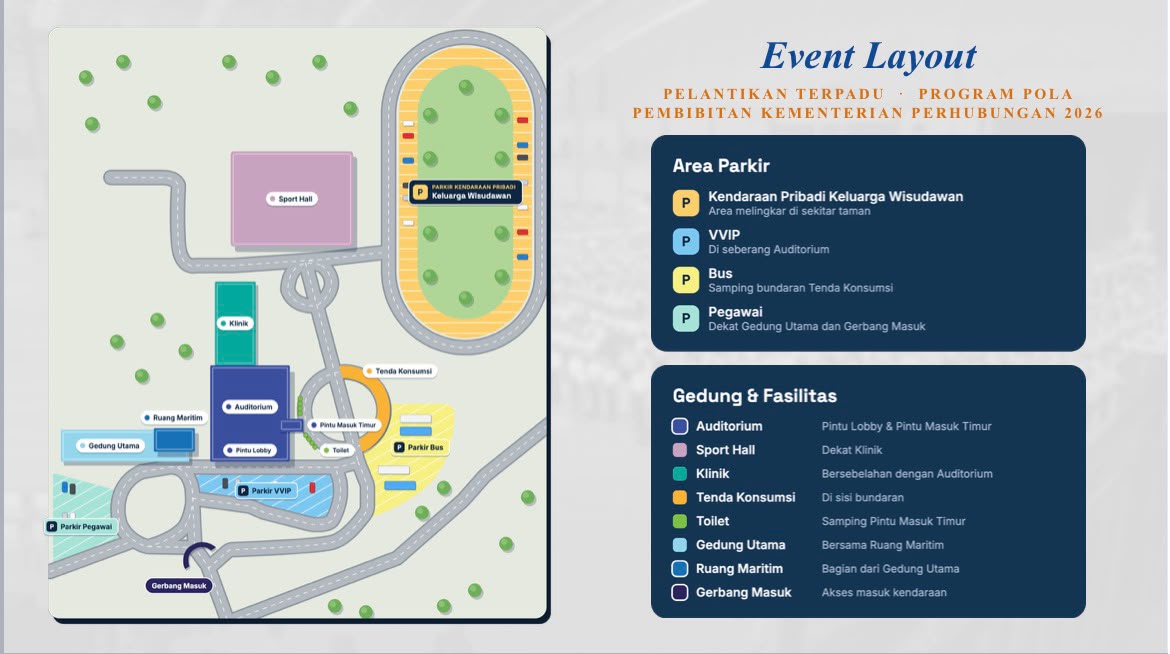 Event Layout
PELANTIKAN TERPADU · PROGRAM POLA
PEMBIBITAN KEMENTERIAN PERHUBUNGAN 2026
Sport Hall
P PARKIR KENDARAAN PRIBADI
Keluarga Wisudawan
Klinik
Tenda Konsumsi
Auditorium
Ruang Maritim
Pintu Masuk Timur
Gedung Utama
Pintu Lobby
Toilet
P Parkir Bus
P Parkir VVIP
P Parkir Pegawai
Gerbang Masuk
Area Parkir
P Kendaraan Pribadi Keluarga Wisudawan
Area melingkar di sekitar taman
P VVIP
Di seberang Auditorium
P Bus
Samping bundaran Tenda Konsumsi
P Pegawai
Dekat Gedung Utama dan Gerbang Masuk
Gedung & Fasilitas
Auditorium Pintu Lobby & Pintu Masuk Timur
Sport Hall Dekat Klinik
Klinik Bersebelahan dengan Auditorium
Tenda Konsumsi Di sisi bundaran
Toilet Samping Pintu Masuk Timur
Gedung Utama Bersama Ruang Maritim
Ruang Maritim Bagian dari Gedung Utama
Gerbang Masuk Akses masuk kendaraan